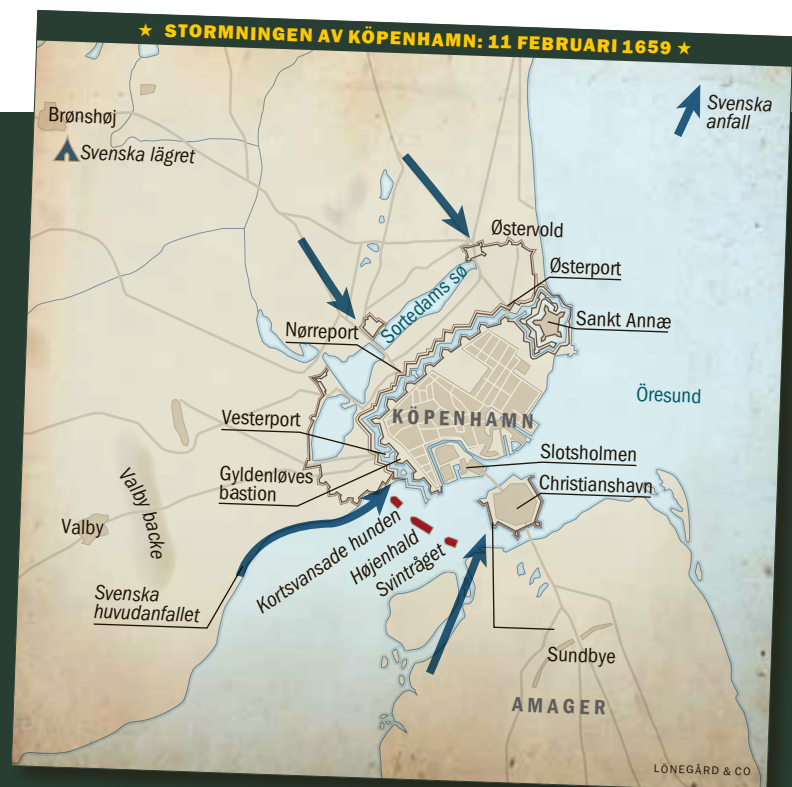 ★ STORMNINGEN AV KÖPENHAMN: 11 FEBRUARI 1659 ★
Svenska
anfall
Brønshøj
Svenska lägret
Østervold
Østerport
Sortedams sø
Sankt Annæ
Nørreport
Öresund
Vesterport
KÖPENHAMN
Slotsholmen
Gyldenløves
bastion
Christianshavn
Valby backe
Valby
Kortsvansade hunden
Højenhald
Svintråget
Svenska
huvudanfallet
Sundbye
AMAGER
LÖNEGÅRD & CO